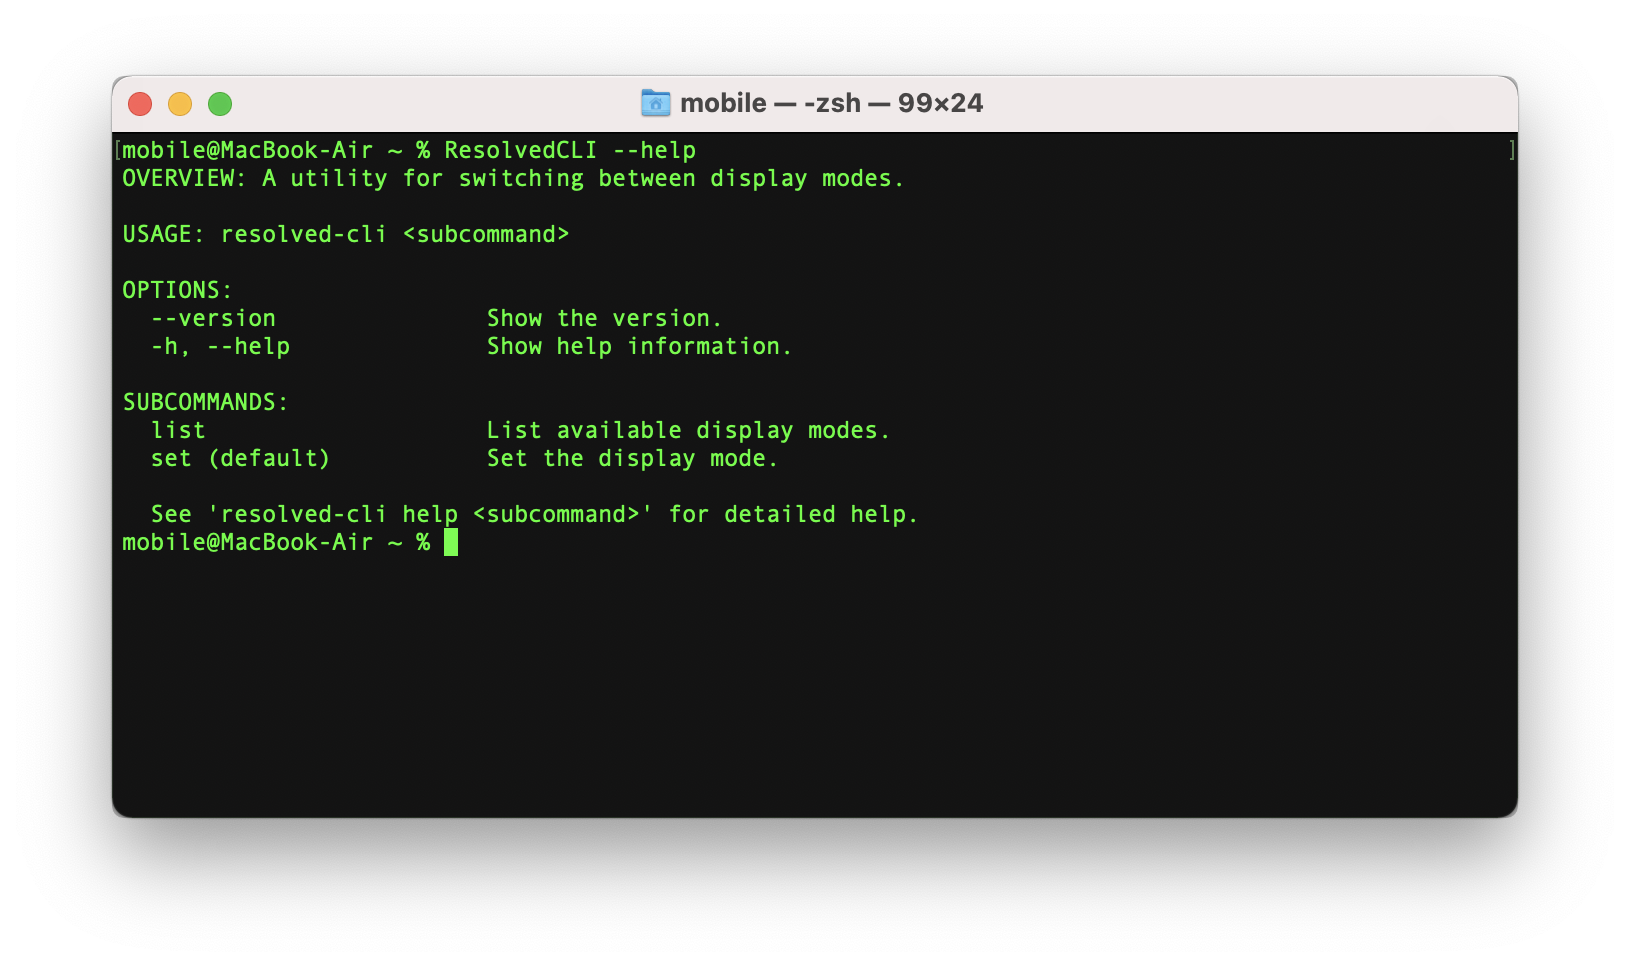 mobile — -zsh — 99×24
[mobile@MacBook-Air ~ % ResolvedCLI --help ]
OVERVIEW: A utility for switching between display modes.
USAGE: resolved-cli <subcommand>
OPTIONS:
--version Show the version.
-h, --help Show help information.
SUBCOMMANDS:
list List available display modes.
set (default) Set the display mode.
See 'resolved-cli help <subcommand>' for detailed help.
mobile@MacBook-Air ~ %